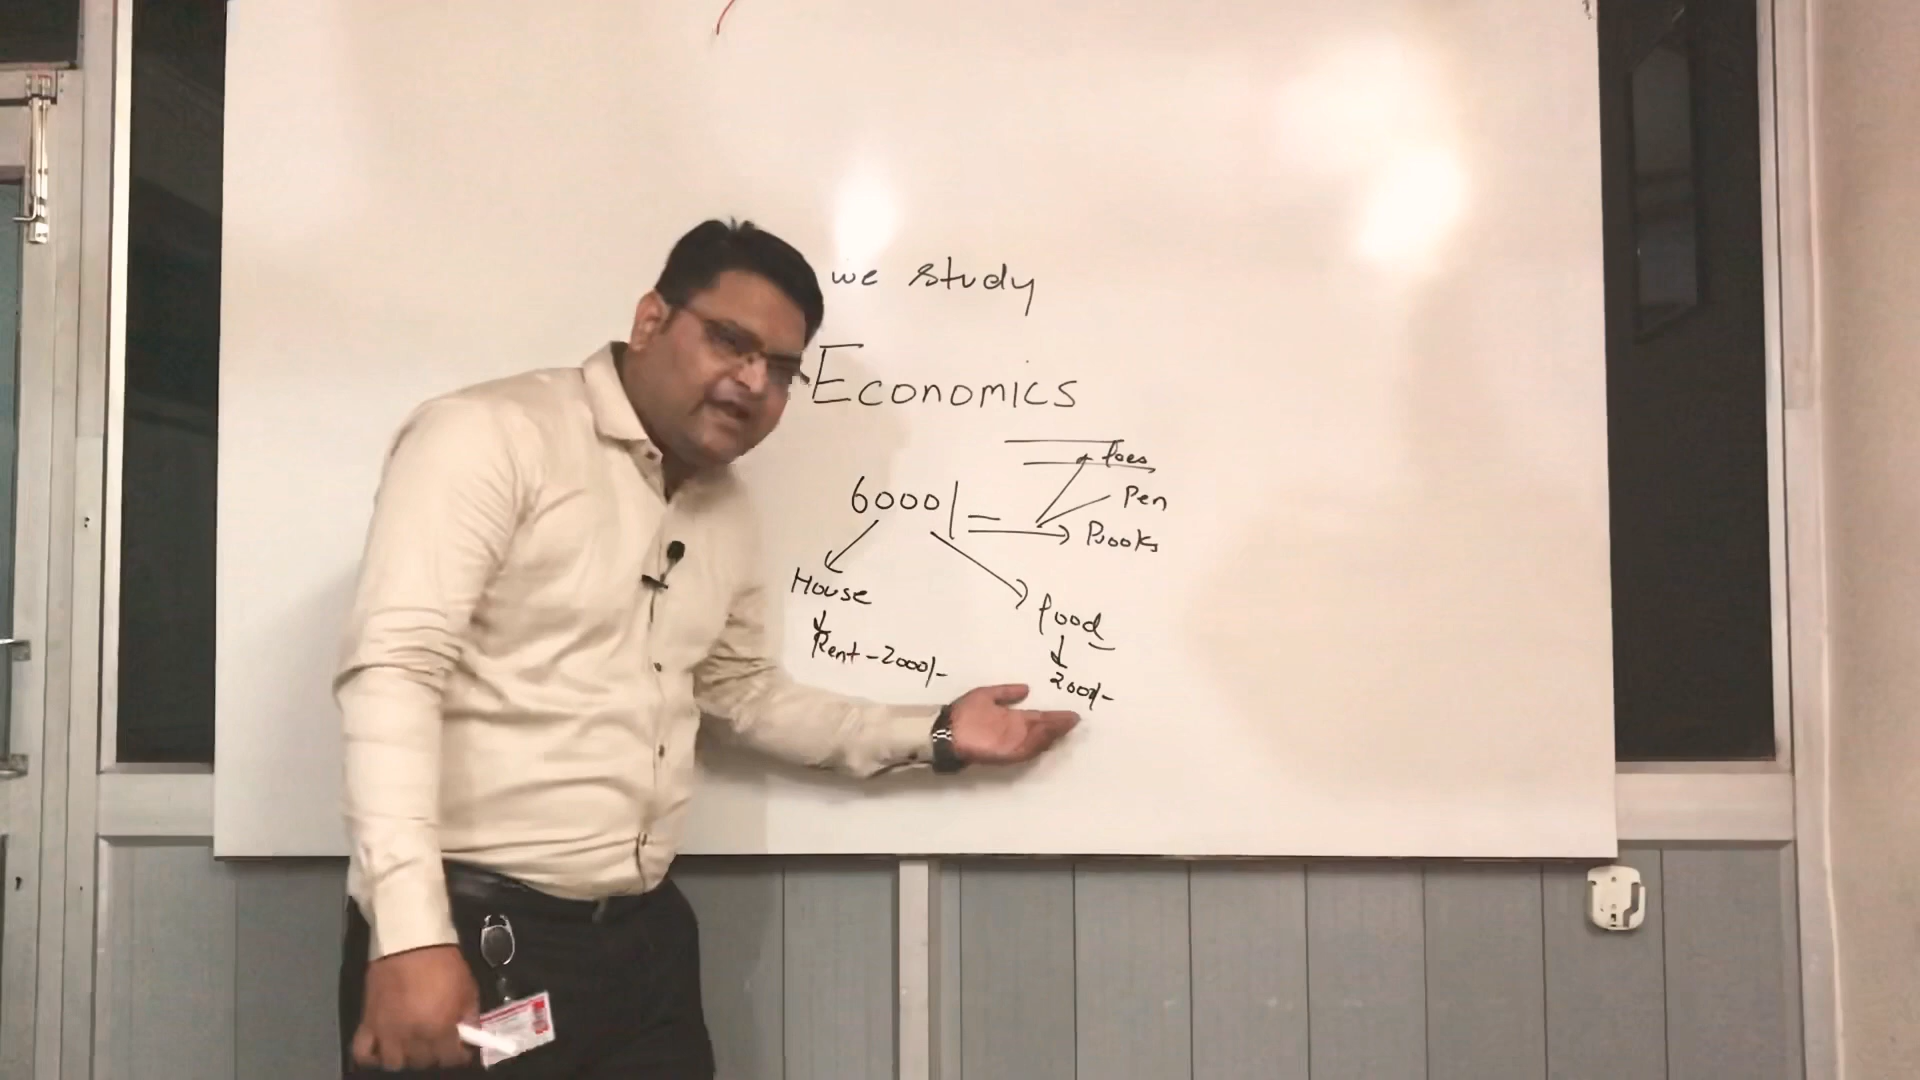 we study
Economics
fees
Pen
6000/=
Books
House
food
Rent - 2000/-
2000/-